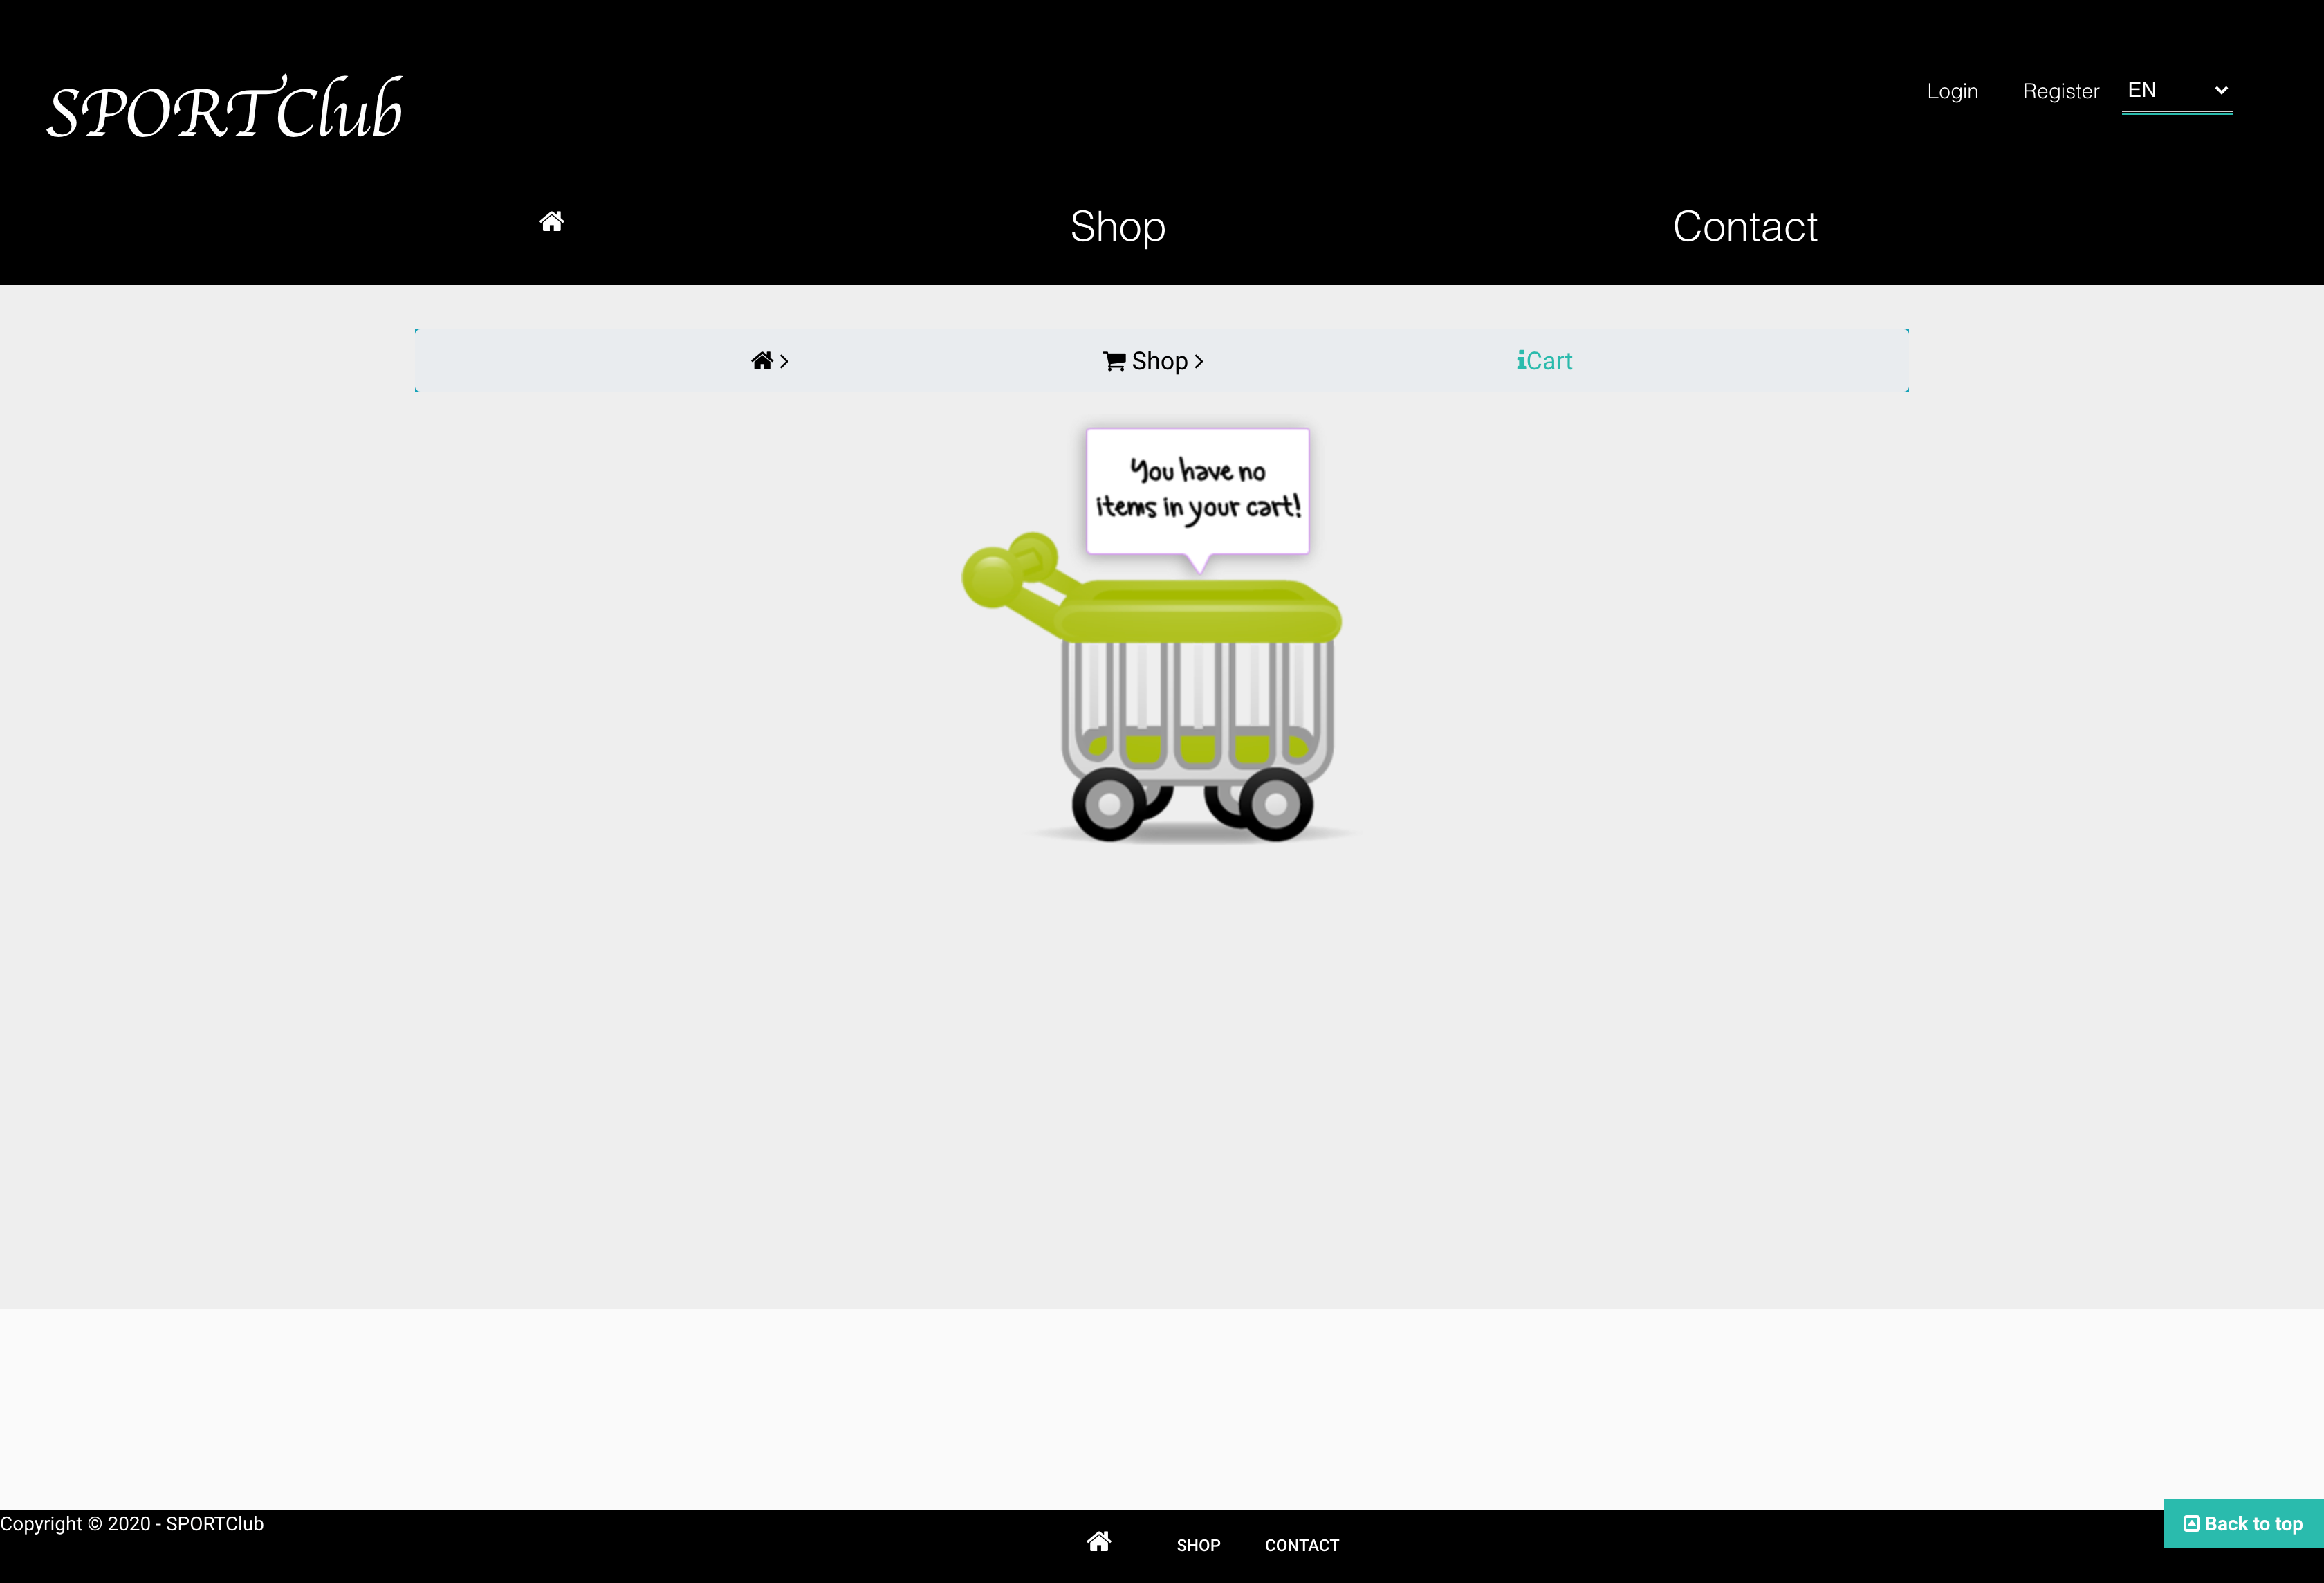 SPORTClub
Login Register EN
Shop Contact
Shop Cart
You have no
items in your cart!
Copyright © 2020 - SPORTClub
SHOP CONTACT
Back to top